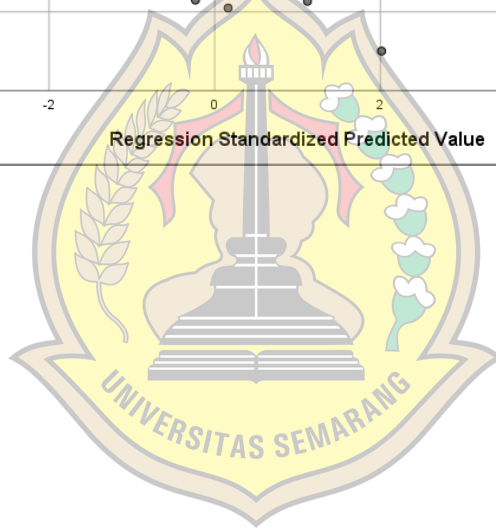 -2 0 2
Regression Standardized Predicted Value
UNIVERSITAS SEMARANG